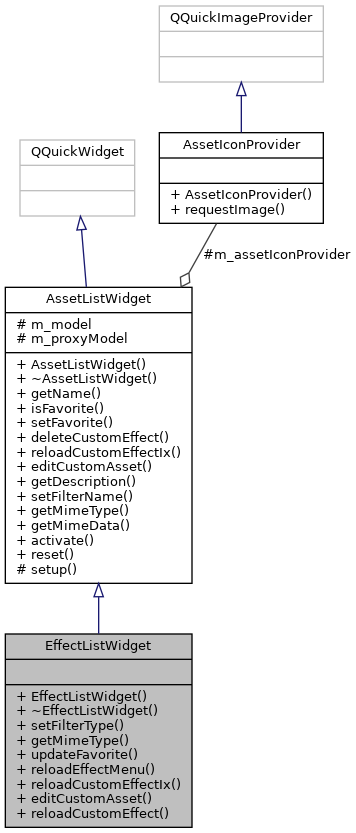 QQuickImageProvider
QQuickWidget
AssetIconProvider
+ AssetIconProvider()
+ requestImage()
#m_assetIconProvider
AssetListWidget
# m_model
# m_proxyModel
+ AssetListWidget()
+ ~AssetListWidget()
+ getName()
+ isFavorite()
+ setFavorite()
+ deleteCustomEffect()
+ reloadCustomEffectIx()
+ editCustomAsset()
+ getDescription()
+ setFilterName()
+ getMimeType()
+ getMimeData()
+ activate()
+ reset()
# setup()
EffectListWidget
+ EffectListWidget()
+ ~EffectListWidget()
+ setFilterType()
+ getMimeType()
+ updateFavorite()
+ reloadEffectMenu()
+ reloadCustomEffectIx()
+ editCustomAsset()
+ reloadCustomEffect()